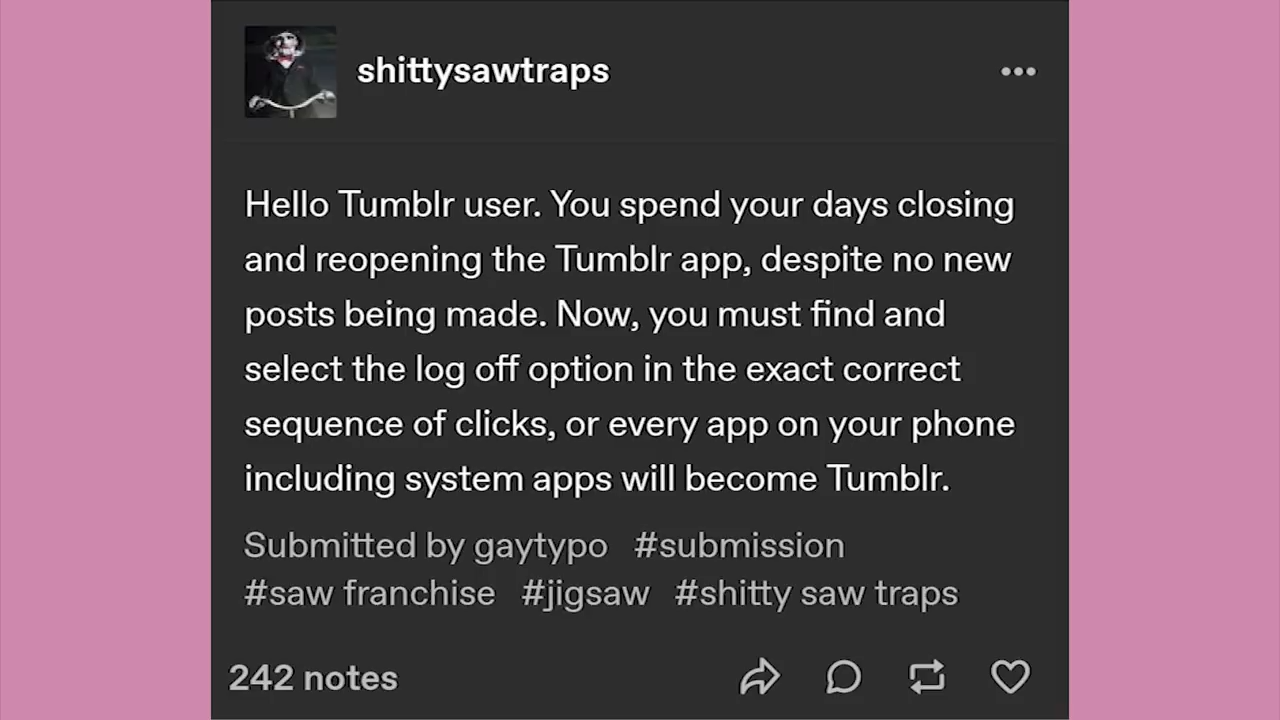 shittysawtraps
Hello Tumblr user. You spend your days closing
and reopening the Tumblr app, despite no new
posts being made. Now, you must find and
select the log off option in the exact correct
sequence of clicks, or every app on your phone
including system apps will become Tumblr.
Submitted by gaytypo #submission
#saw franchise #jigsaw #shitty saw traps
242 notes